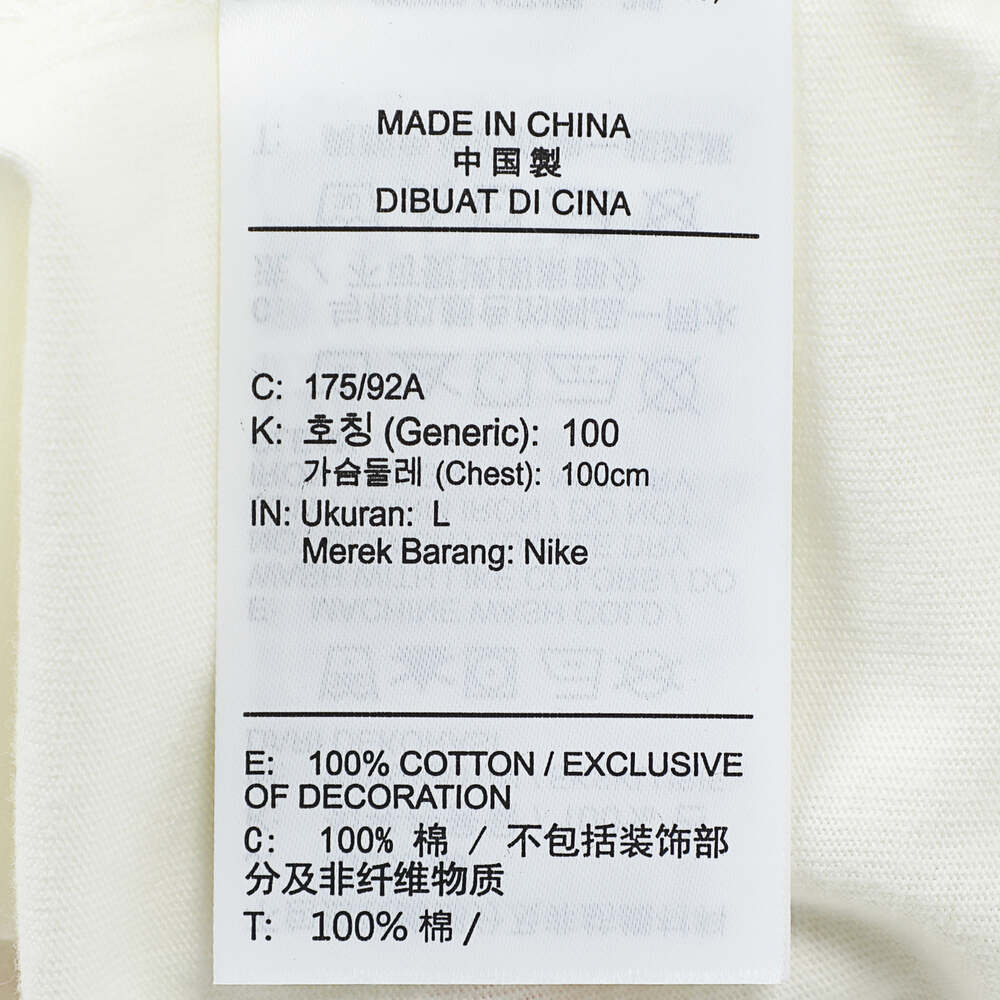 MADE IN CHINA
中国製
DIBUAT DI CINA
C: 175/92A
K: 호칭 (Generic): 100
가슴둘레 (Chest): 100cm
IN: Ukuran: L
Merek Barang: Nike
E: 100% COTTON / EXCLUSIVE
OF DECORATION
C: 100% 棉 / 不包括装饰部
分及非纤维物质
T: 100% 棉 /